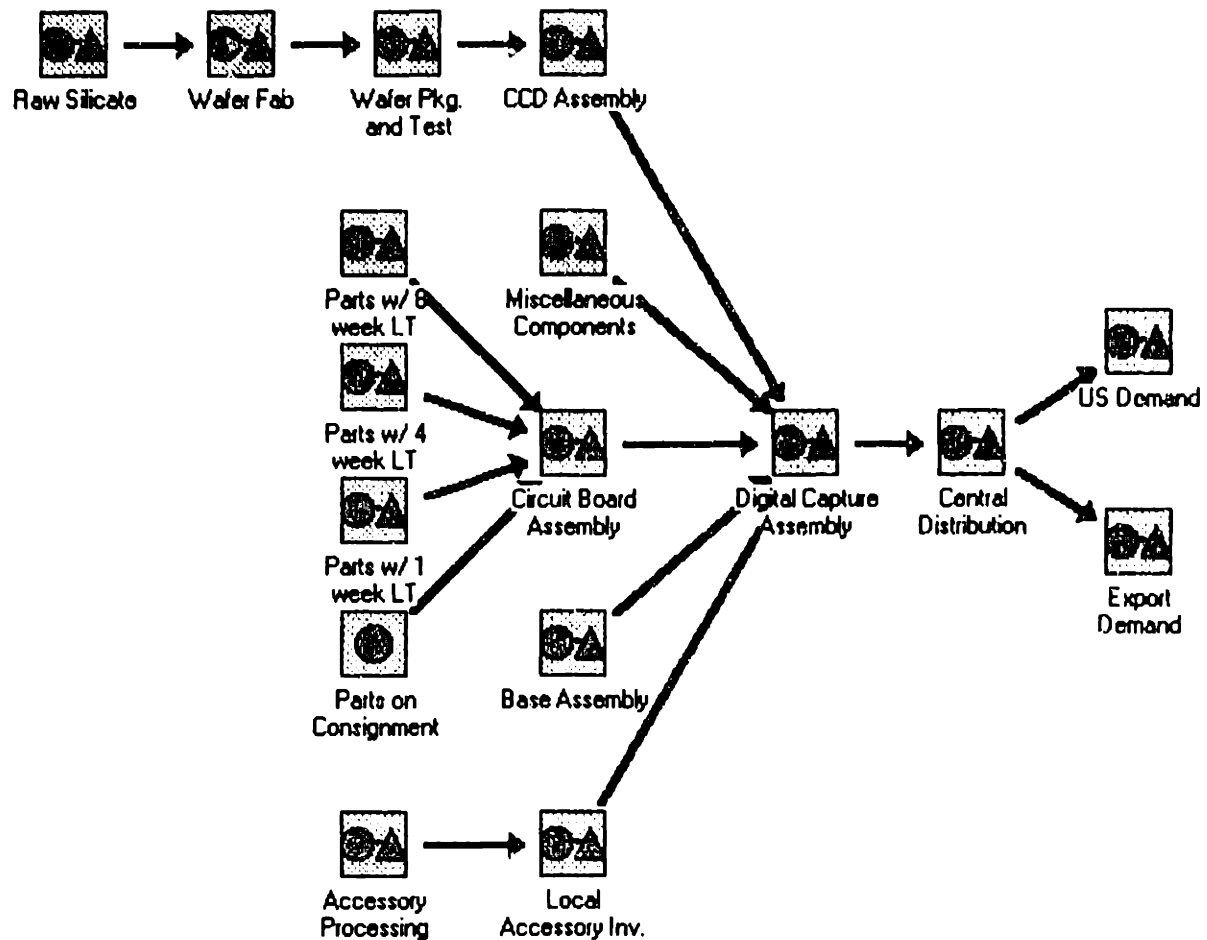 Raw Silicate
Wafer Fab
Wafer Pkg.
and Test
CCD Assembly
Parts w/ 8
week LT
Miscellaneous
Components
US Demand
Parts w/ 4
week LT
Circuit Board
Assembly
Digital Capture
Assembly
Central
Distribution
Parts w/ 1
week LT
Export
Demand
Parts on
Consignment
Base Assembly
Accessory
Processing
Local
Accessory Inv.